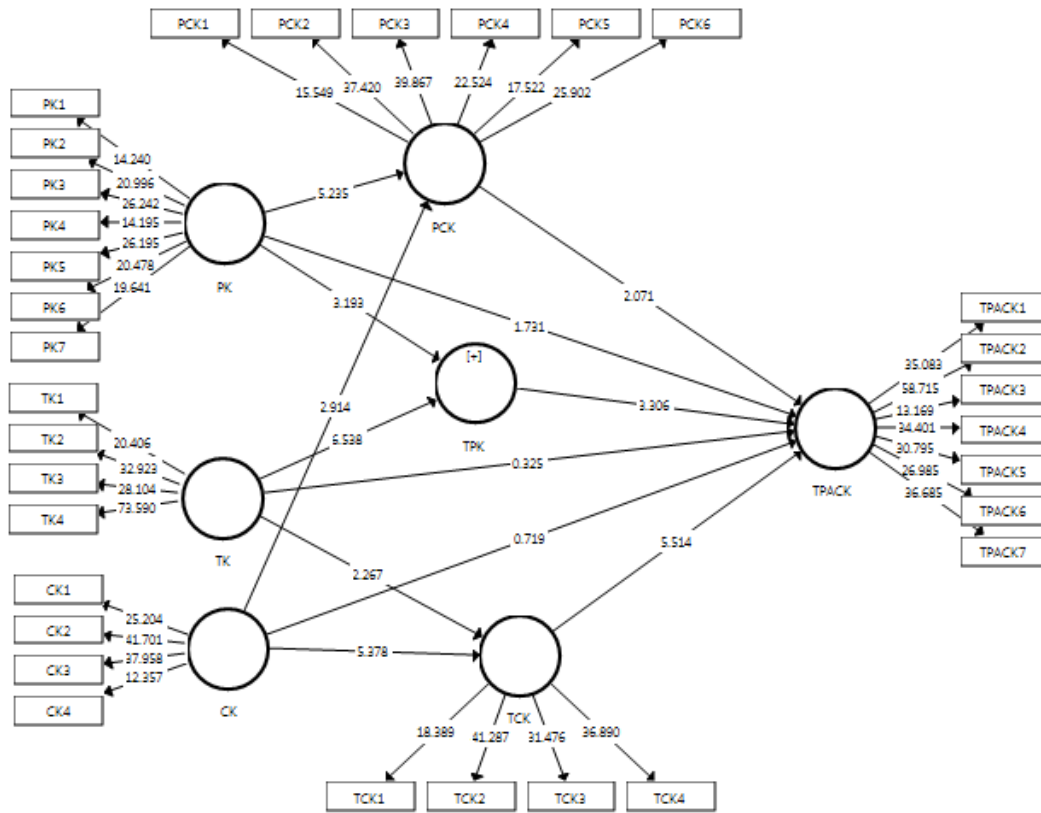 PCK1 PCK2 PCK3 PCK4 PCK5 PCK6
15.549 37.420 39.867 22.524 17.522 25.902
PCK
PK1
PK2
PK3
PK4
PK5
PK6
PK7
14.240
20.996
26.242
14.195
26.195
20.478
19.641
PK
5.235
3.193
1.731
2.071
2.914
[+]
TPK
3.306
6.538
0.325
TK1
TK2
TK3
TK4
20.406
32.923
28.104
73.590
TK
2.267
0.719
5.514
CK1
CK2
CK3
CK4
25.204
41.701
37.958
12.357
CK
5.378
TCK
18.389 41.287 31.476 36.890
TCK1 TCK2 TCK3 TCK4
TPACK
35.083
58.715
13.169
34.401
30.795
26.985
36.685
TPACK1
TPACK2
TPACK3
TPACK4
TPACK5
TPACK6
TPACK7